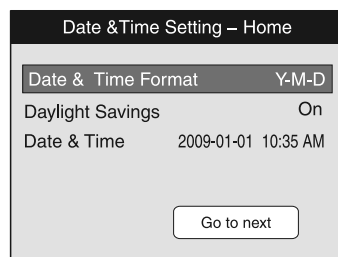 Date &Time Setting – Home
Date & Time Format Y-M-D
Daylight Savings On
Date & Time 2009-01-01 10:35 AM
Go to next